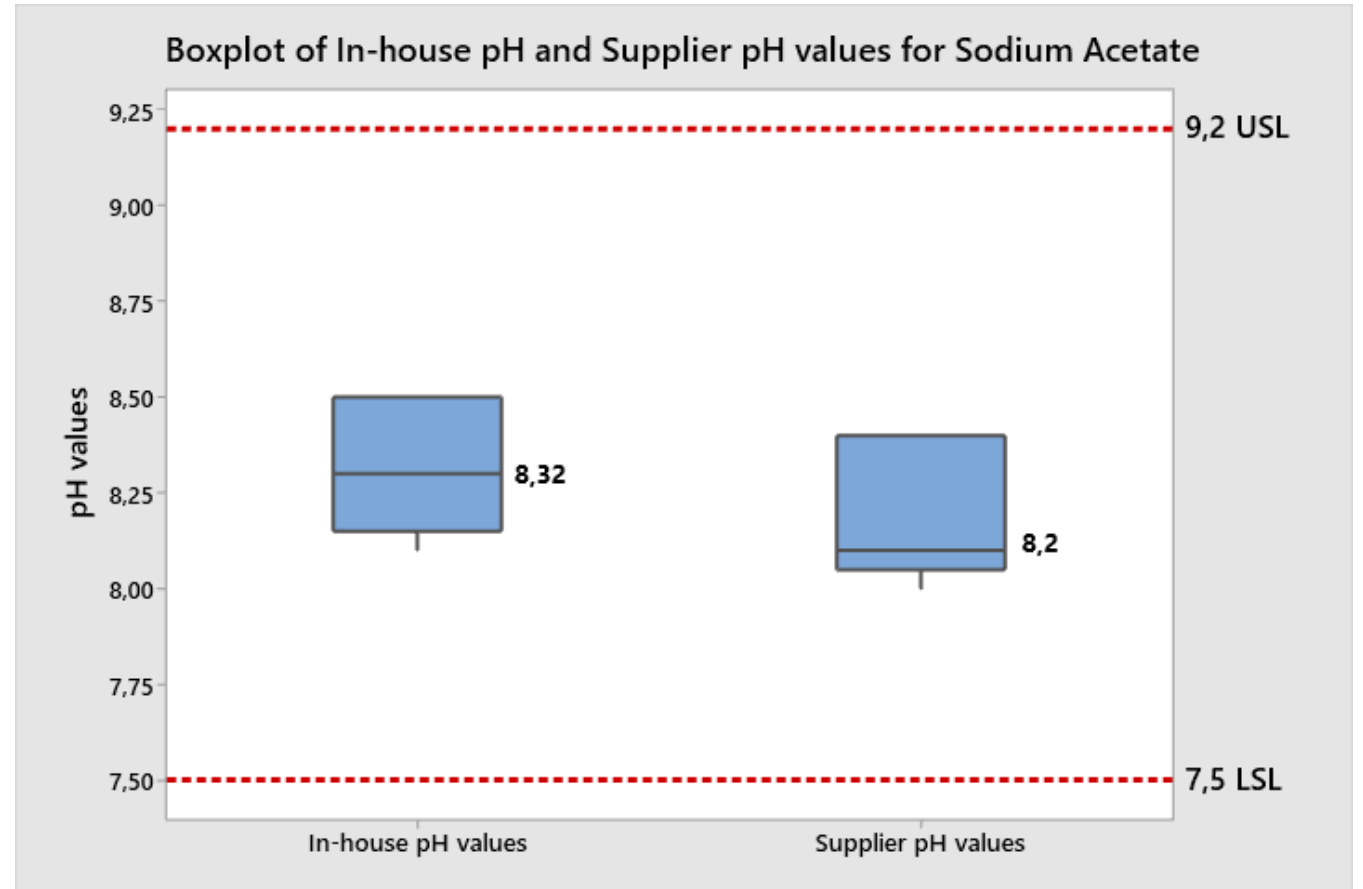 Boxplot of In-house pH and Supplier pH values for Sodium Acetate
9,25
9,2 USL
9,00
8,75
8,50
pH values
8,32
8,25
8,2
8,00
7,75
7,50
7,5 LSL
In-house pH values
Supplier pH values